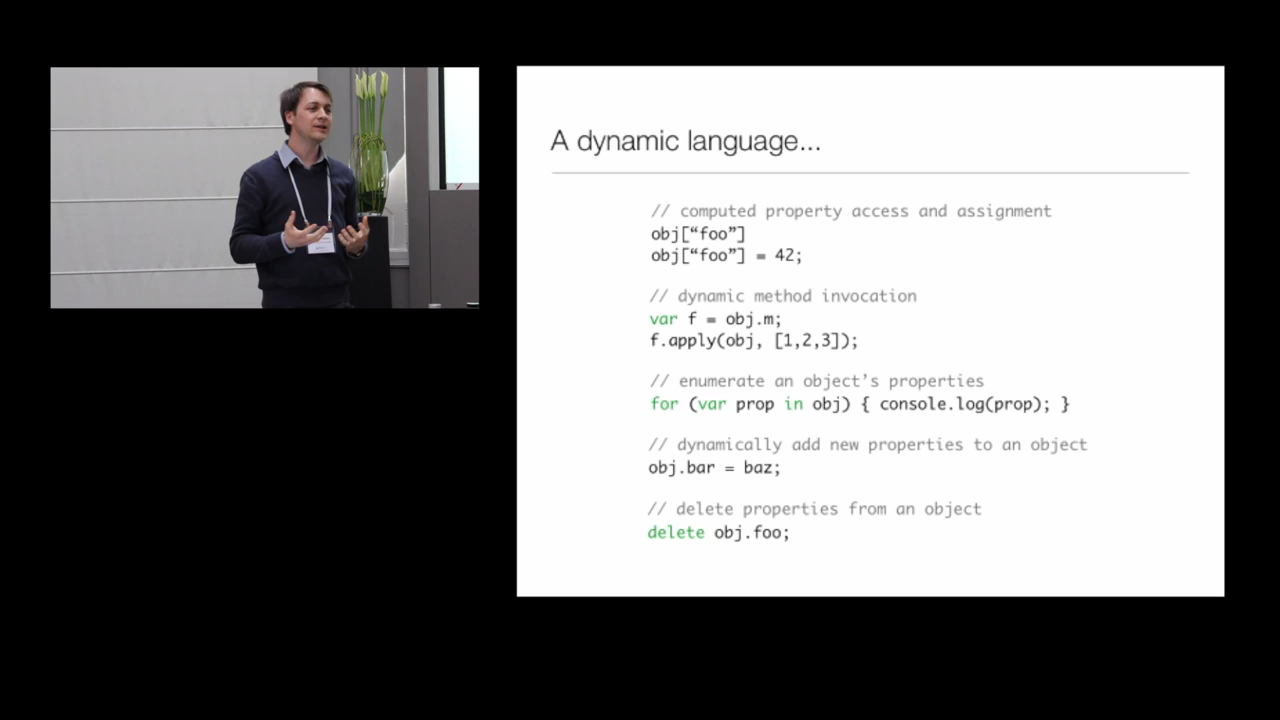 A dynamic language...
// computed property access and assignment
obj[“foo”]
obj[“foo”] = 42;
// dynamic method invocation
var f = obj.m;
f.apply(obj, [1,2,3]);
// enumerate an object’s properties
for (var prop in obj) { console.log(prop); }
// dynamically add new properties to an object
obj.bar = baz;
// delete properties from an object
delete obj.foo;